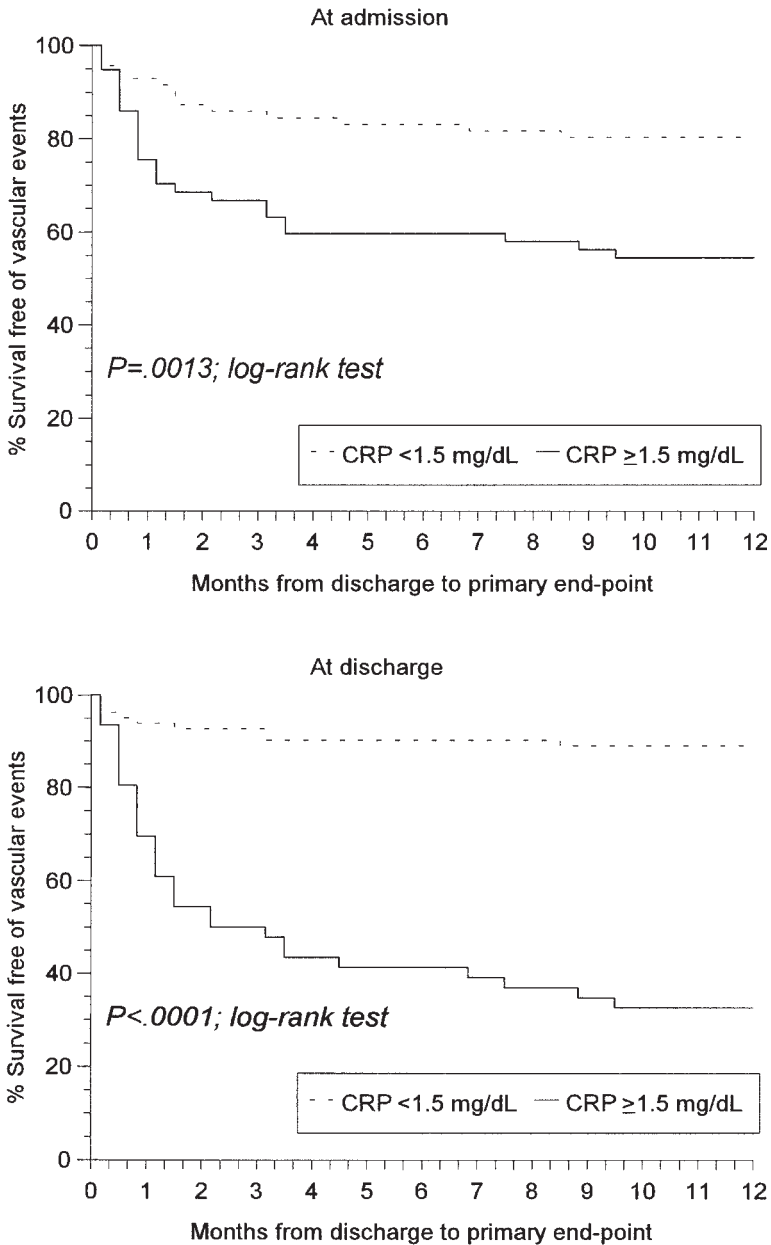 At admission
% Survival free of vascular events
100
80
60
40
20
0
P=.0013; log-rank test
CRP <1.5 mg/dL
CRP ≥1.5 mg/dL
0 1 2 3 4 5 6 7 8 9 10 11 12
Months from discharge to primary end-point
At discharge
% Survival free of vascular events
100
80
60
40
20
0
P<.0001; log-rank test
CRP <1.5 mg/dL
CRP ≥1.5 mg/dL
0 1 2 3 4 5 6 7 8 9 10 11 12
Months from discharge to primary end-point